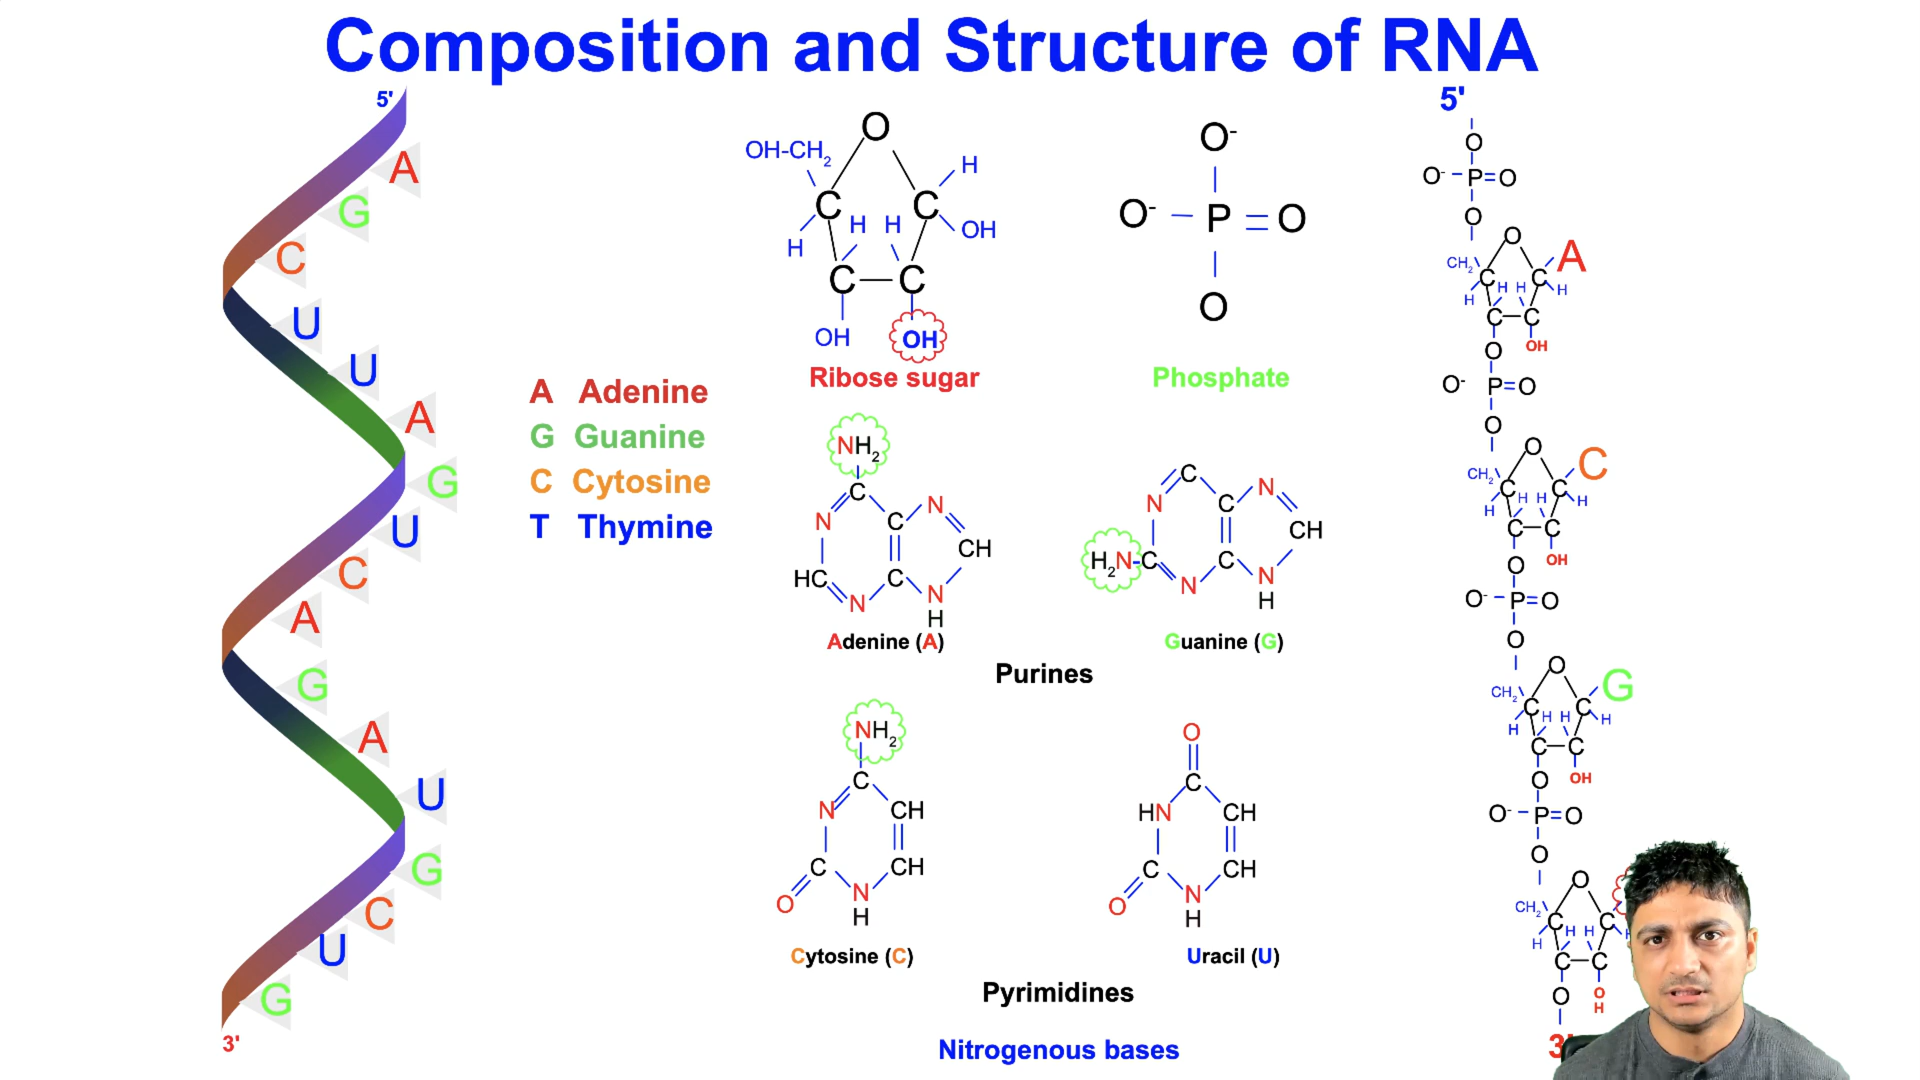 Composition and Structure of RNA
5'
A
G
C
U
U
A
G
U
C
A
G
A
U
G
C
U
G
3'
A Adenine
G Guanine
C Cytosine
T Thymine
O
OH-CH2
H
C C
H H H OH
C C
OH OH
Ribose sugar
O-
O- P O
O
Phosphate
NH2
C
N C N
CH
HC C
N N
H
Adenine (A)
C
N C N
CH
H2N C C
N N
H
Guanine (G)
Purines
NH2
C
N CH
C CH
O N
H
Cytosine (C)
O
C
HN CH
C CH
O N
H
Uracil (U)
Pyrimidines
Nitrogenous bases
5'
O
O- P O
O
O
CH2 A
C C
H H H H
C C
O OH
O- P O
O
O
CH2 C
C C
H H H H
C C
O OH
O- P O
O
O
CH2 G
C C
H H H H
C C
O OH
O- P O
O
O
CH2
C C
H H H
C C
O O
H
3'